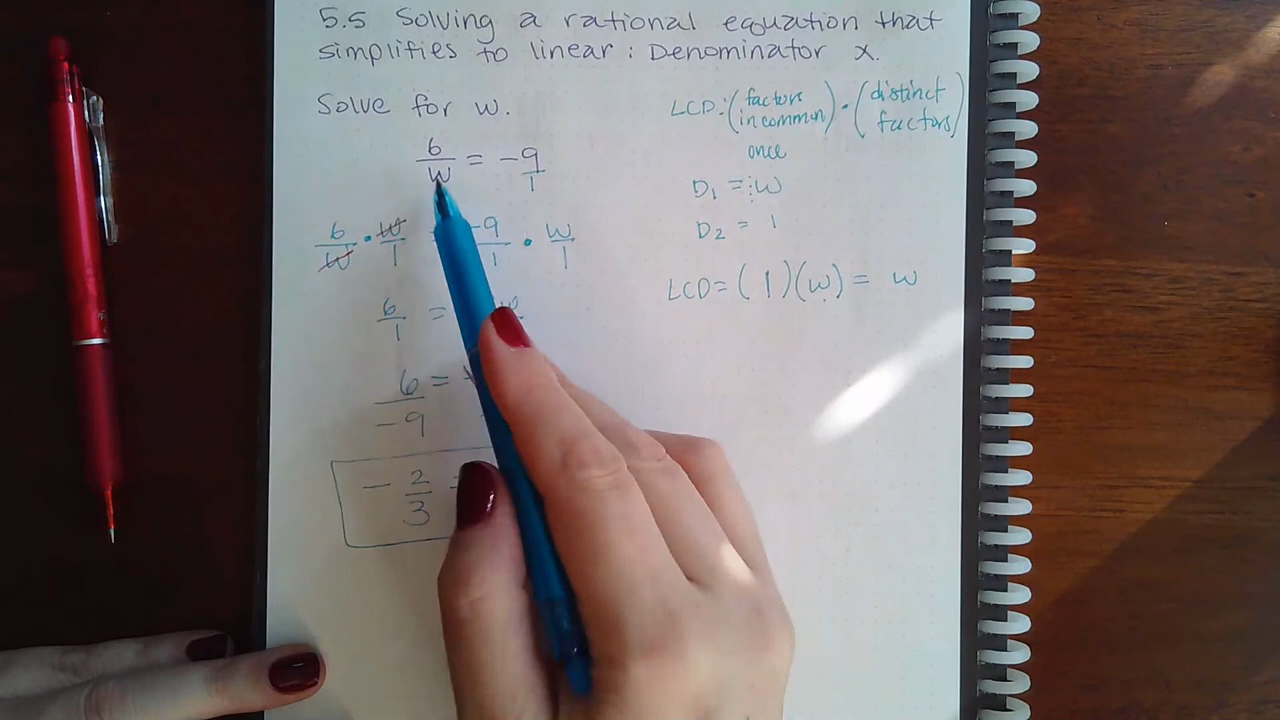 5.5 Solving a rational equation that
simplifies to linear: Denominator x.
Solve for w.
6/w = -9/1
6/w • w/1 -9/1 • w/1
6/1 =
6/-9 =
- 2/3 =
LCD: (factors in common) • (distinct factors)
once
D1 = w
D2 = 1
LCD = (1)(w) = w